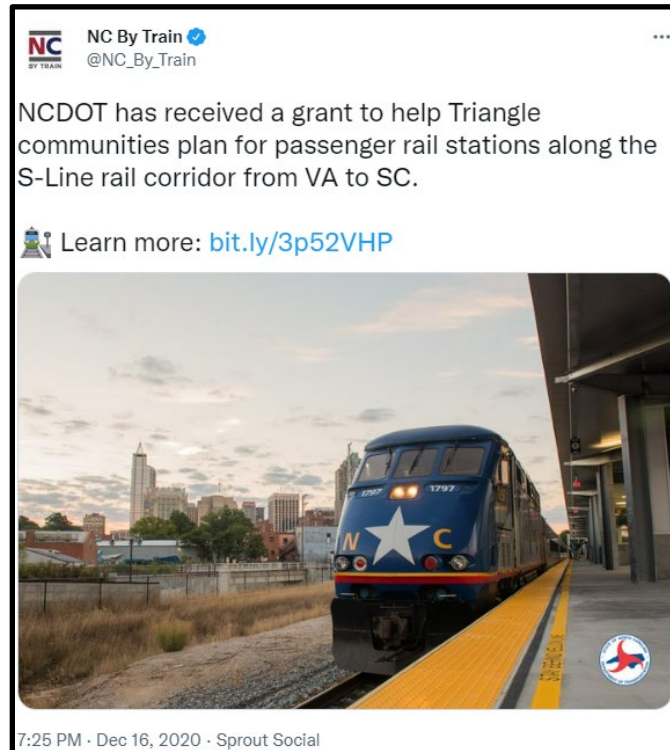 NC
BY TRAIN
NC By Train
@NC_By_Train
NCDOT has received a grant to help Triangle
communities plan for passenger rail stations along the
S-Line rail corridor from VA to SC.
Learn more: bit.ly/3p52VHP
1797
1797
N
C
7:25 PM · Dec 16, 2020 · Sprout Social